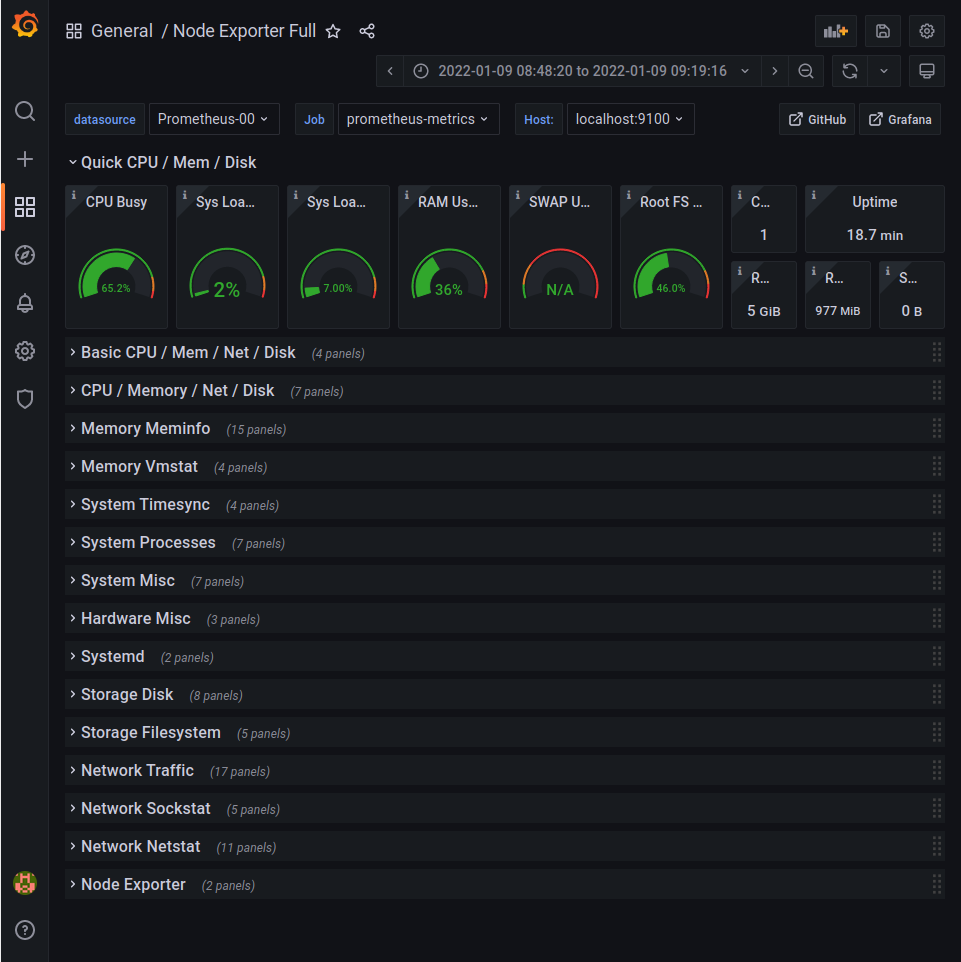 General / Node Exporter Full
2022-01-09 08:48:20 to 2022-01-09 09:19:16
datasource Prometheus-00 Job prometheus-metrics Host: localhost:9100 GitHub Grafana
Quick CPU / Mem / Disk
CPU Busy Sys Loa... Sys Loa... RAM Us... SWAP U... Root FS ... C... Uptime
1 18.7 min
R... R... S...
65.2% 2% 7.00% 36% N/A 46.0%
5 GiB 977 MiB 0 B
Basic CPU / Mem / Net / Disk (4 panels)
CPU / Memory / Net / Disk (7 panels)
Memory Meminfo (15 panels)
Memory Vmstat (4 panels)
System Timesync (4 panels)
System Processes (7 panels)
System Misc (7 panels)
Hardware Misc (3 panels)
Systemd (2 panels)
Storage Disk (8 panels)
Storage Filesystem (5 panels)
Network Traffic (17 panels)
Network Sockstat (5 panels)
Network Netstat (11 panels)
Node Exporter (2 panels)